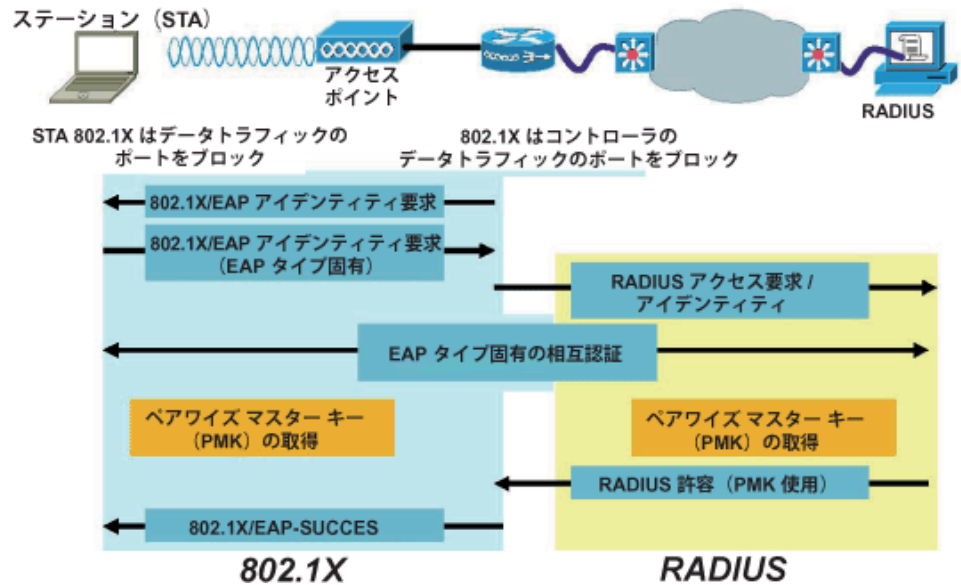 ステーション（STA）
アクセス
ポイント
RADIUS
STA 802.1X はデータトラフィックの
ポートをブロック
802.1X はコントローラの
データトラフィックのポートをブロック
802.1X/EAP アイデンティティ要求
802.1X/EAP アイデンティティ要求
（EAP タイプ固有）
RADIUS アクセス要求 /
アイデンティティ
EAP タイプ固有の相互認証
ペアワイズ マスター キー
（PMK）の取得
ペアワイズ マスター キー
（PMK）の取得
RADIUS 許容（PMK 使用）
802.1X/EAP-SUCCES
802.1X
RADIUS